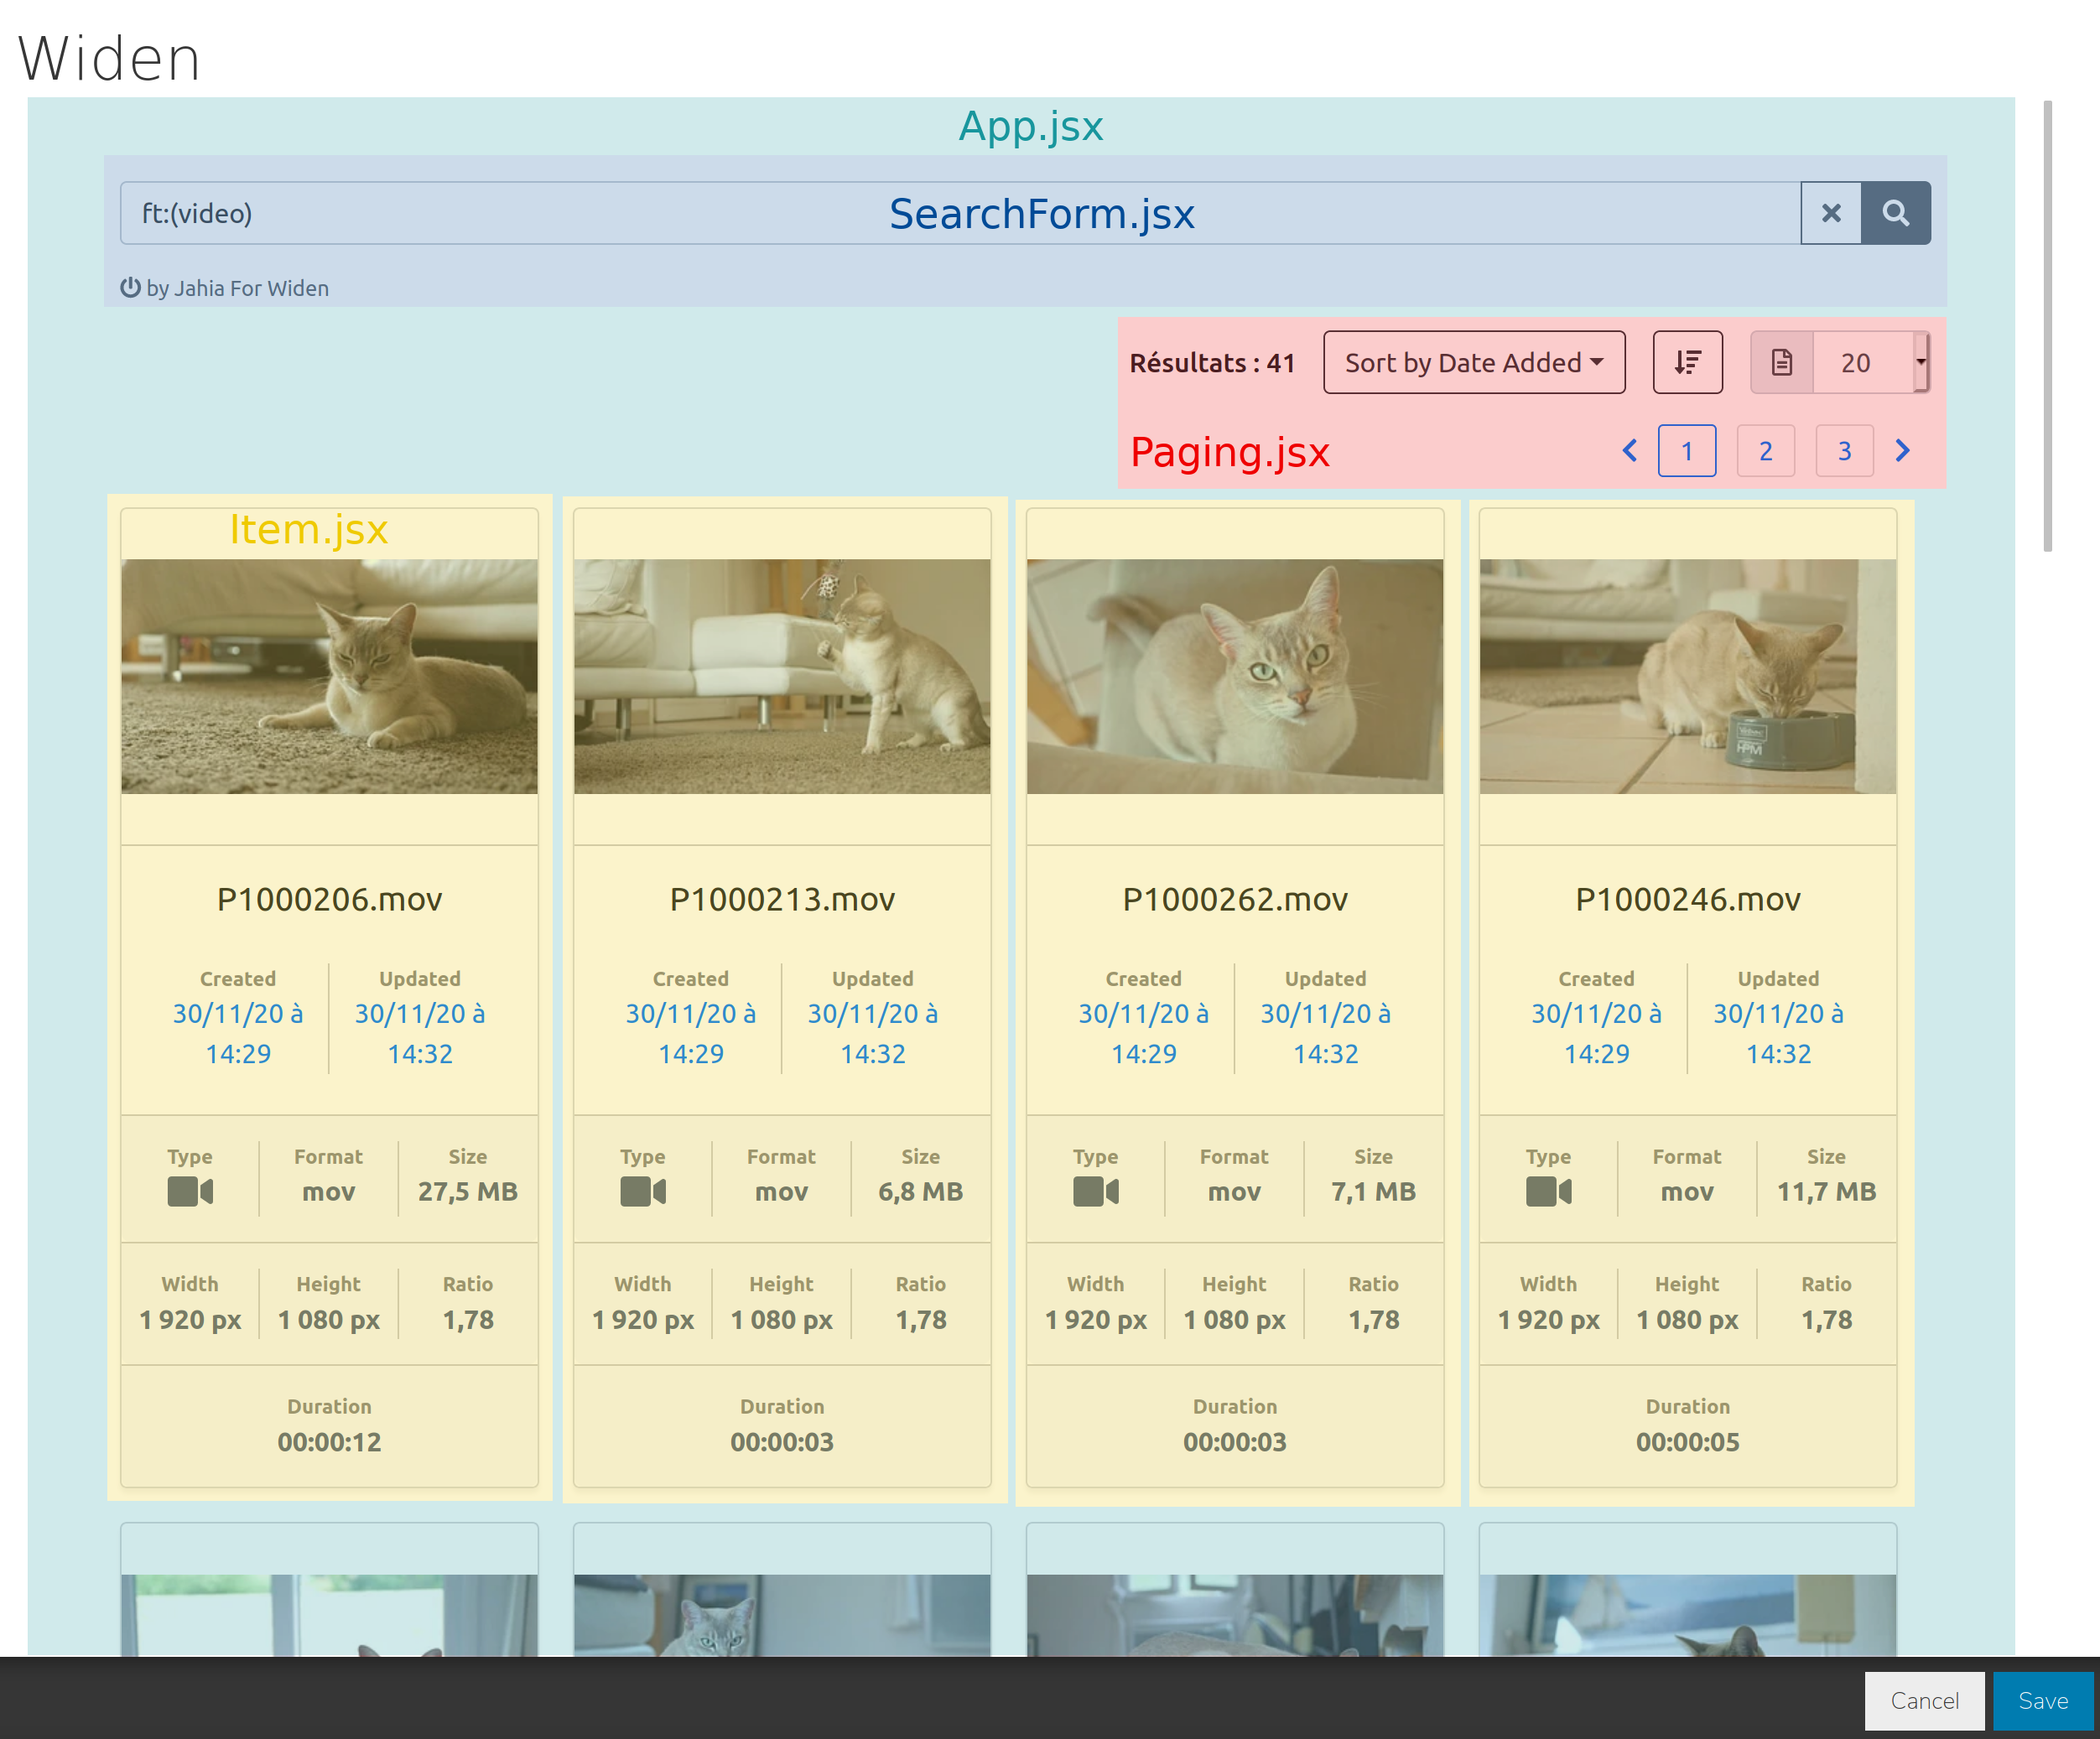 Widen
App.jsx
ft:(video)
SearchForm.jsx
by Jahia For Widen
Résultats : 41
Sort by Date Added
20
Paging.jsx
1
2
3
Item.jsx
P1000206.mov
Created
30/11/20 à
14:29
Updated
30/11/20 à
14:32
Type
Format
mov
Size
27,5 MB
Width
1 920 px
Height
1 080 px
Ratio
1,78
Duration
00:00:12
P1000213.mov
Created
30/11/20 à
14:29
Updated
30/11/20 à
14:32
Type
Format
mov
Size
6,8 MB
Width
1 920 px
Height
1 080 px
Ratio
1,78
Duration
00:00:03
HPM
P1000262.mov
Created
30/11/20 à
14:29
Updated
30/11/20 à
14:32
Type
Format
mov
Size
7,1 MB
Width
1 920 px
Height
1 080 px
Ratio
1,78
Duration
00:00:03
P1000246.mov
Created
30/11/20 à
14:29
Updated
30/11/20 à
14:32
Type
Format
mov
Size
11,7 MB
Width
1 920 px
Height
1 080 px
Ratio
1,78
Duration
00:00:05
Cancel
Save